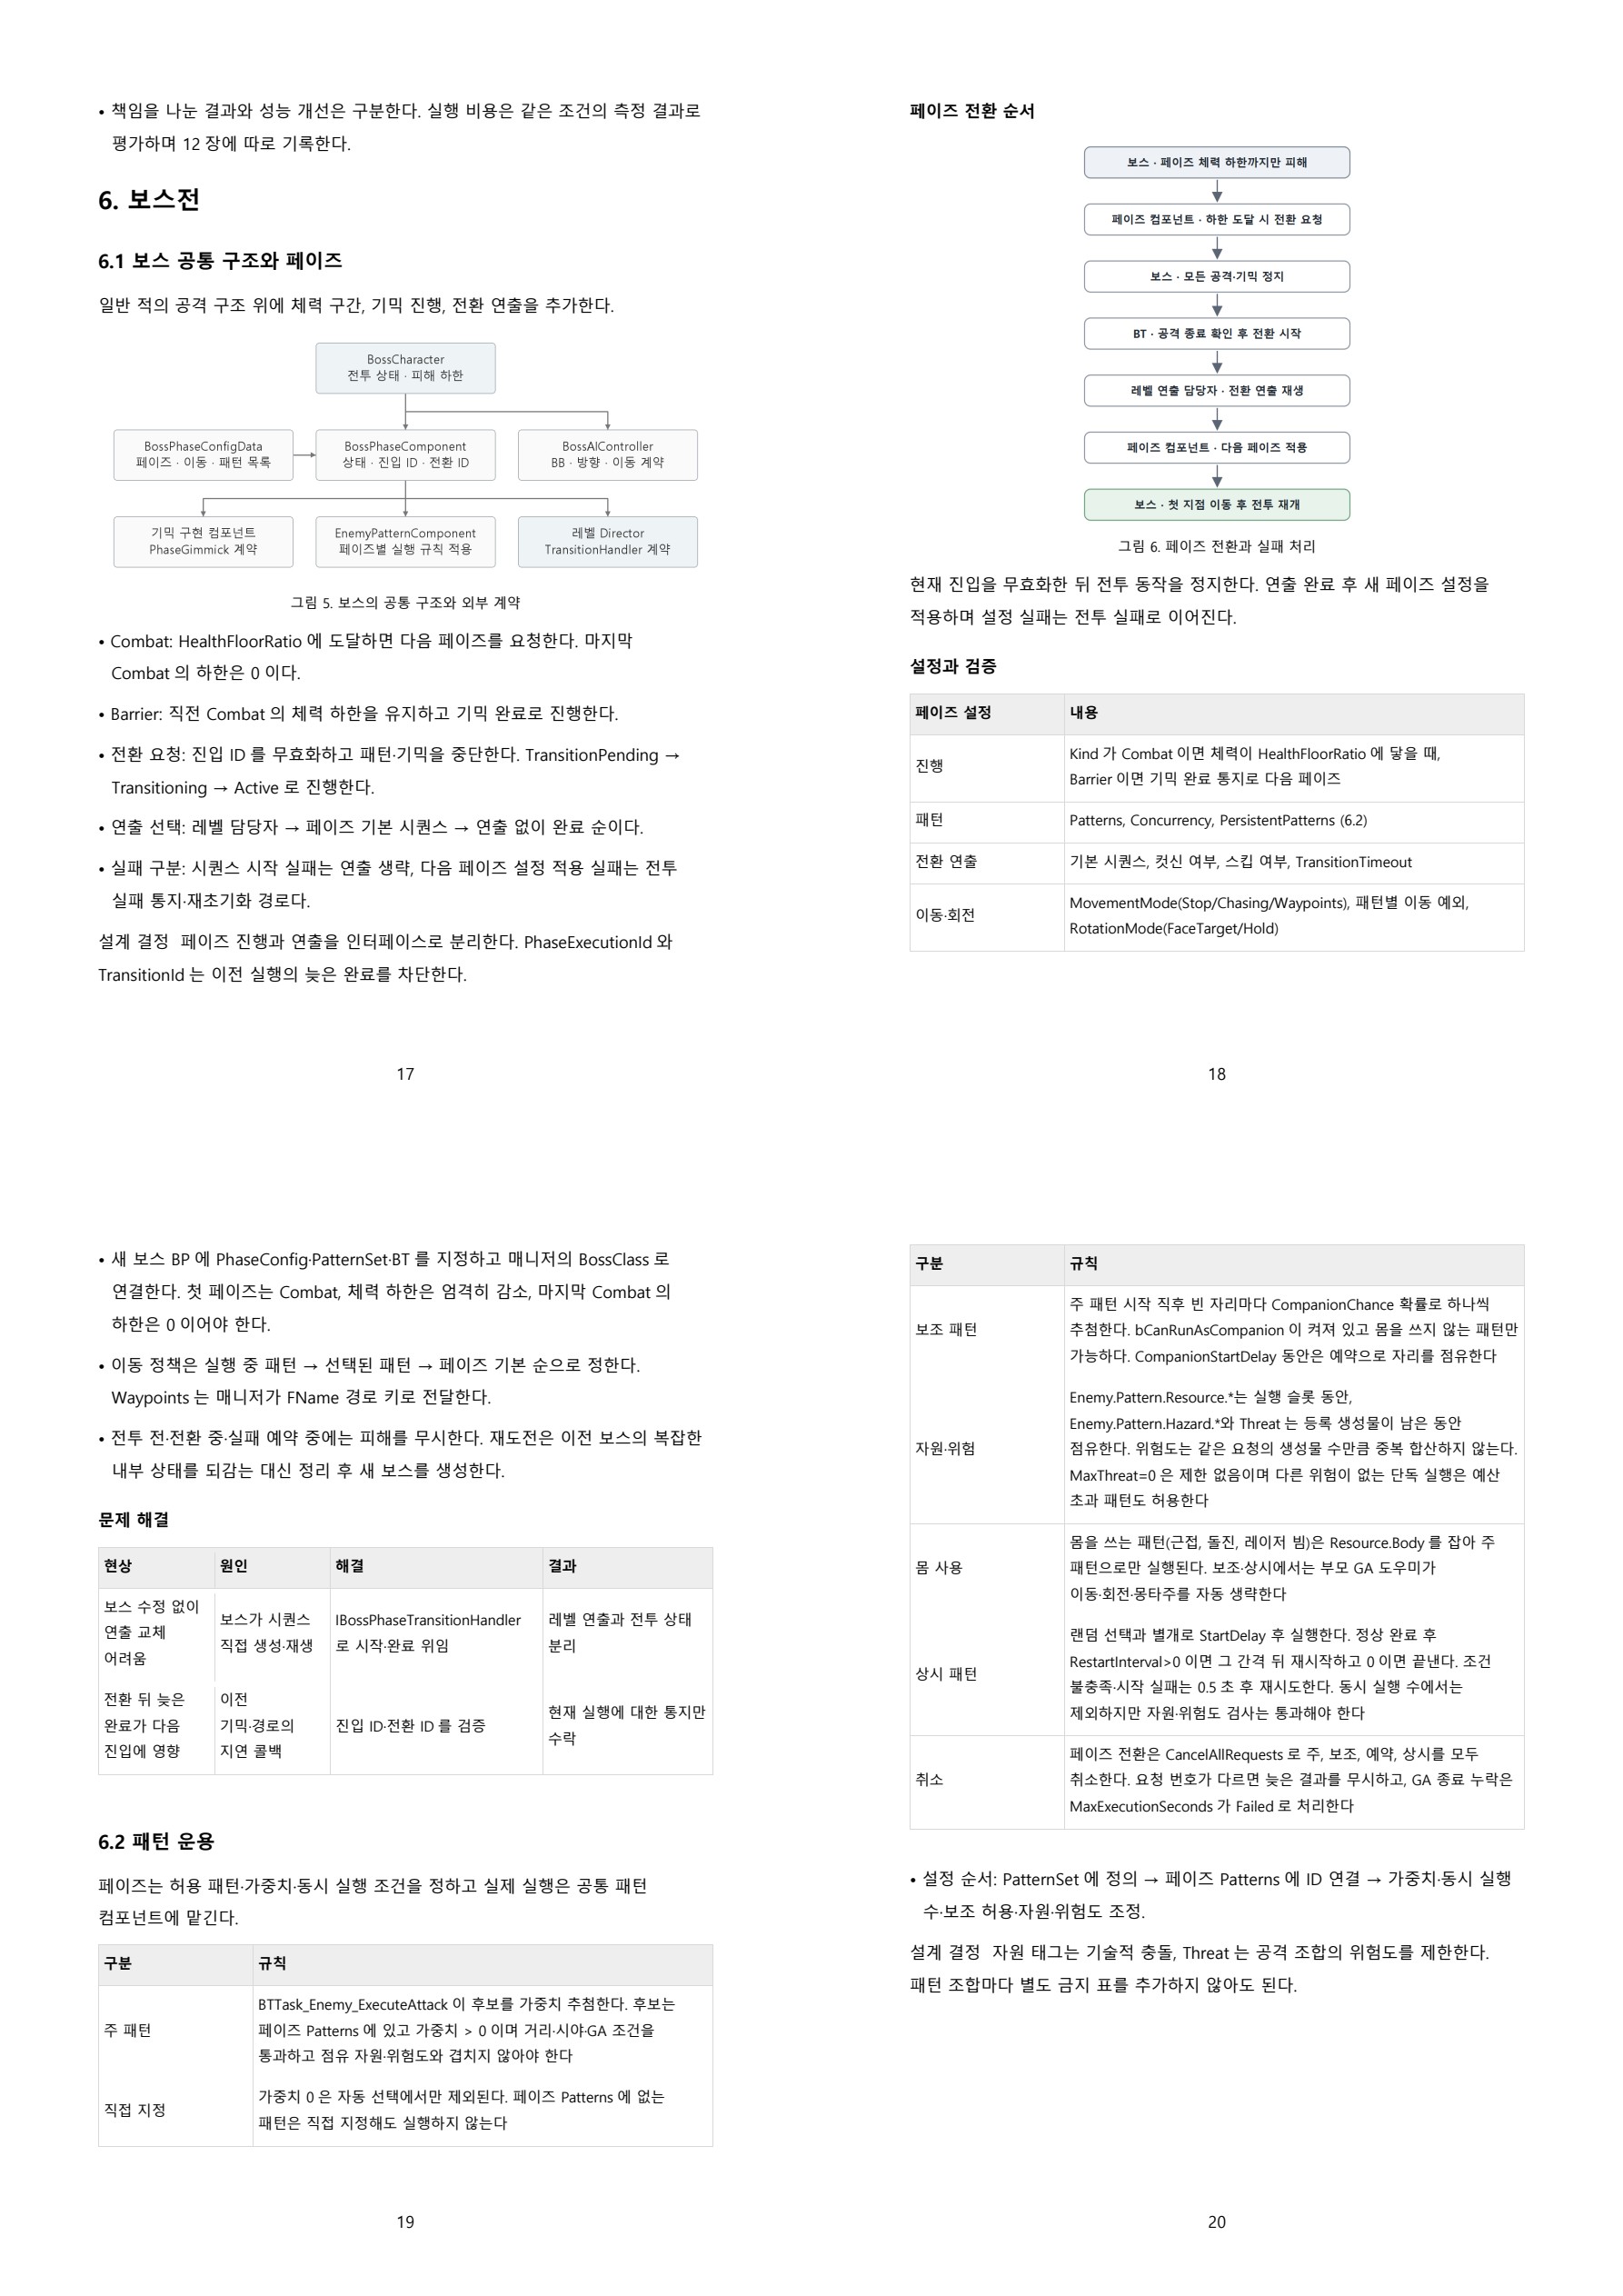 • 책임을 나눈 결과와 성능 개선은 구분한다. 실행 비용은 같은 조건의 측정 결과로
평가하며 12 장에 따로 기록한다.
6. 보스전
6.1 보스 공통 구조와 페이즈
일반 적의 공격 구조 위에 체력 구간, 기믹 진행, 전환 연출을 추가한다.
BossCharacter
전투 상태 · 피해 하한
BossPhaseConfigData
페이즈 · 이동 · 패턴 목록
BossPhaseComponent
상태 · 진입 ID · 전환 ID
BossAIController
BB · 방향 · 이동 계약
기믹 구현 컴포넌트
PhaseGimmick 계약
EnemyPatternComponent
페이즈별 실행 규칙 적용
레벨 Director
TransitionHandler 계약
그림 5. 보스의 공통 구조와 외부 계약
• Combat: HealthFloorRatio 에 도달하면 다음 페이즈를 요청한다. 마지막
Combat 의 하한은 0 이다.
• Barrier: 직전 Combat 의 체력 하한을 유지하고 기믹 완료로 진행한다.
• 전환 요청: 진입 ID 를 무효화하고 패턴·기믹을 중단한다. TransitionPending →
Transitioning → Active 로 진행한다.
• 연출 선택: 레벨 담당자 → 페이즈 기본 시퀀스 → 연출 없이 완료 순이다.
• 실패 구분: 시퀀스 시작 실패는 연출 생략, 다음 페이즈 설정 적용 실패는 전투
실패 통지·재초기화 경로다.
설계 결정  페이즈 진행과 연출을 인터페이스로 분리한다. PhaseExecutionId 와
TransitionId 는 이전 실행의 늦은 완료를 차단한다.
17
페이즈 전환 순서
보스 · 페이즈 체력 하한까지만 피해
페이즈 컴포넌트 · 하한 도달 시 전환 요청
보스 · 모든 공격·기믹 정지
BT · 공격 종료 확인 후 전환 시작
레벨 연출 담당자 · 전환 연출 재생
페이즈 컴포넌트 · 다음 페이즈 적용
보스 · 첫 지점 이동 후 전투 재개
그림 6. 페이즈 전환과 실패 처리
현재 진입을 무효화한 뒤 전투 동작을 정지한다. 연출 완료 후 새 페이즈 설정을
적용하며 설정 실패는 전투 실패로 이어진다.
설정과 검증
페이즈 설정 내용
진행
Kind 가 Combat 이면 체력이 HealthFloorRatio 에 닿을 때,
Barrier 이면 기믹 완료 통지로 다음 페이즈
패턴 Patterns, Concurrency, PersistentPatterns (6.2)
전환 연출 기본 시퀀스, 컷신 여부, 스킵 여부, TransitionTimeout
이동·회전
MovementMode(Stop/Chasing/Waypoints), 패턴별 이동 예외,
RotationMode(FaceTarget/Hold)
18
• 새 보스 BP 에 PhaseConfig·PatternSet·BT 를 지정하고 매니저의 BossClass 로
연결한다. 첫 페이즈는 Combat, 체력 하한은 엄격히 감소, 마지막 Combat 의
하한은 0 이어야 한다.
• 이동 정책은 실행 중 패턴 → 선택된 패턴 → 페이즈 기본 순으로 정한다.
Waypoints 는 매니저가 FName 경로 키로 전달한다.
• 전투 전·전환 중·실패 예약 중에는 피해를 무시한다. 재도전은 이전 보스의 복잡한
내부 상태를 되감는 대신 정리 후 새 보스를 생성한다.
문제 해결
현상 원인 해결 결과
보스 수정 없이
연출 교체
어려움
보스가 시퀀스
직접 생성·재생
IBossPhaseTransitionHandler
로 시작·완료 위임
레벨 연출과 전투 상태
분리
전환 뒤 늦은
완료가 다음
진입에 영향
이전
기믹·경로의
지연 콜백
진입 ID·전환 ID 를 검증
현재 실행에 대한 통지만
수락
6.2 패턴 운용
페이즈는 허용 패턴·가중치·동시 실행 조건을 정하고 실제 실행은 공통 패턴
컴포넌트에 맡긴다.
구분 규칙
주 패턴
BTTask_Enemy_ExecuteAttack 이 후보를 가중치 추첨한다. 후보는
페이즈 Patterns 에 있고 가중치 > 0 이며 거리·시야·GA 조건을
통과하고 점유 자원·위험도와 겹치지 않아야 한다
직접 지정
가중치 0 은 자동 선택에서만 제외된다. 페이즈 Patterns 에 없는
패턴은 직접 지정해도 실행하지 않는다
19
구분 규칙
보조 패턴
주 패턴 시작 직후 빈 자리마다 CompanionChance 확률로 하나씩
추첨한다. bCanRunAsCompanion 이 켜져 있고 몸을 쓰지 않는 패턴만
가능하다. CompanionStartDelay 동안은 예약으로 자리를 점유한다
자원·위험
Enemy.Pattern.Resource.*는 실행 슬롯 동안,
Enemy.Pattern.Hazard.*와 Threat 는 등록 생성물이 남은 동안
점유한다. 위험도는 같은 요청의 생성물 수만큼 중복 합산하지 않는다.
MaxThreat=0 은 제한 없음이며 다른 위험이 없는 단독 실행은 예산
초과 패턴도 허용한다
몸 사용
몸을 쓰는 패턴(근접, 돌진, 레이저 빔)은 Resource.Body 를 잡아 주
패턴으로만 실행된다. 보조·상시에서는 부모 GA 도우미가
이동·회전·몽타주를 자동 생략한다
상시 패턴
랜덤 선택과 별개로 StartDelay 후 실행한다. 정상 완료 후
RestartInterval>0 이면 그 간격 뒤 재시작하고 0 이면 끝낸다. 조건
불충족·시작 실패는 0.5 초 후 재시도한다. 동시 실행 수에서는
제외하지만 자원·위험도 검사는 통과해야 한다
취소
페이즈 전환은 CancelAllRequests 로 주, 보조, 예약, 상시를 모두
취소한다. 요청 번호가 다르면 늦은 결과를 무시하고, GA 종료 누락은
MaxExecutionSeconds 가 Failed 로 처리한다
• 설정 순서: PatternSet 에 정의 → 페이즈 Patterns 에 ID 연결 → 가중치·동시 실행
수·보조 허용·자원·위험도 조정.
설계 결정  자원 태그는 기술적 충돌, Threat 는 공격 조합의 위험도를 제한한다.
패턴 조합마다 별도 금지 표를 추가하지 않아도 된다.
20